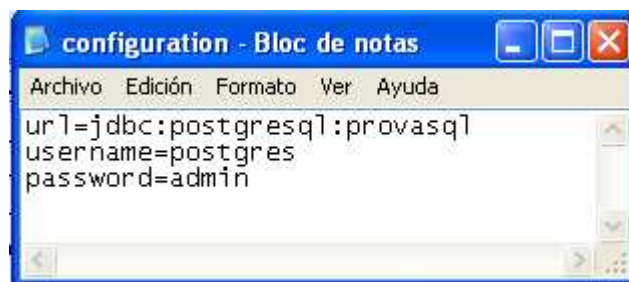 configuration - Bloc de notas
Archivo Edición Formato Ver Ayuda
url=jdbc:postgresql:provasql
username=postgres
password=admin